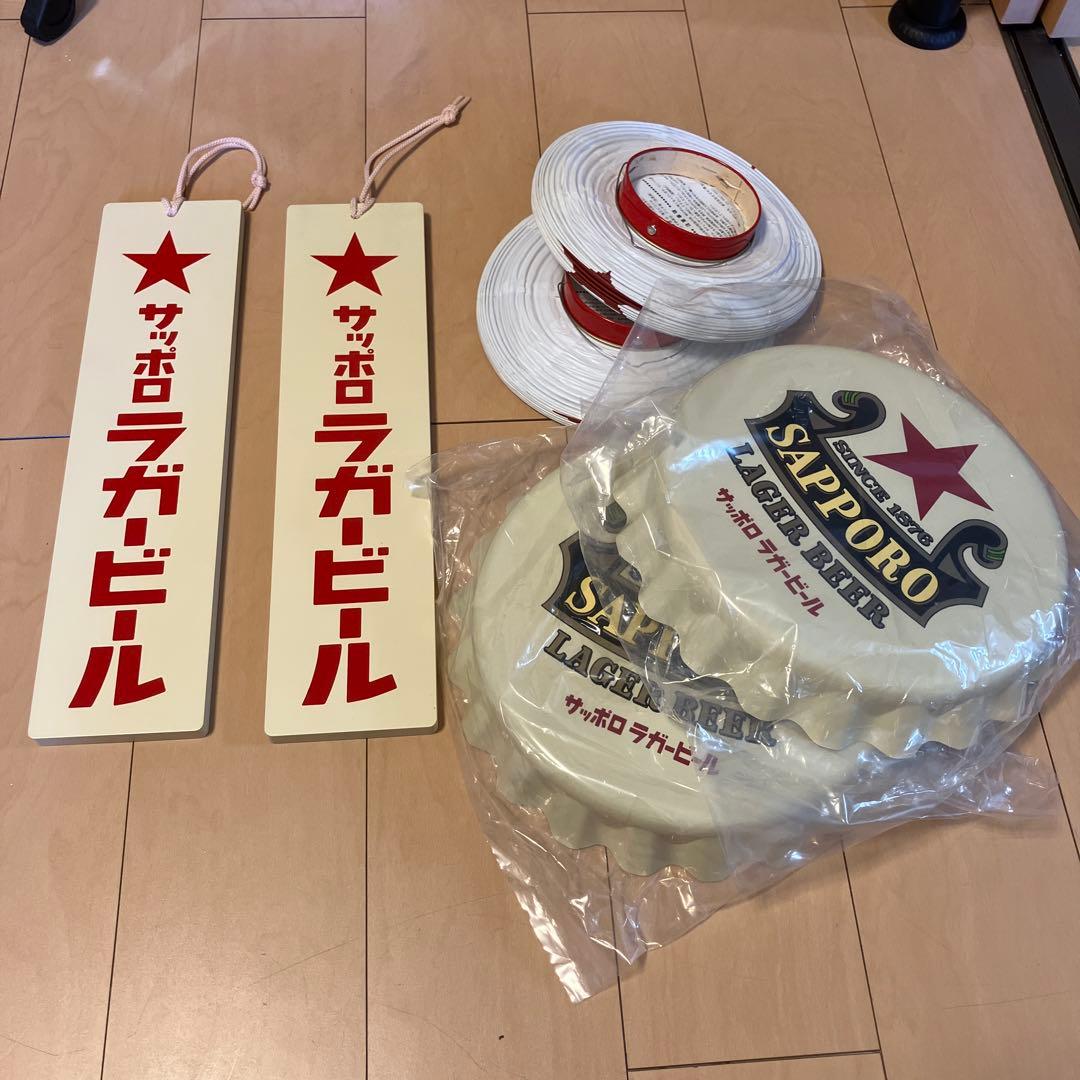 サッポロ
ラガービール
サッポロ
ラガービール
SINCE 1876
SAPPORO
LAGER BEER
サッポロ ラガービール
LAGER BEER
サッポロ ラガービール